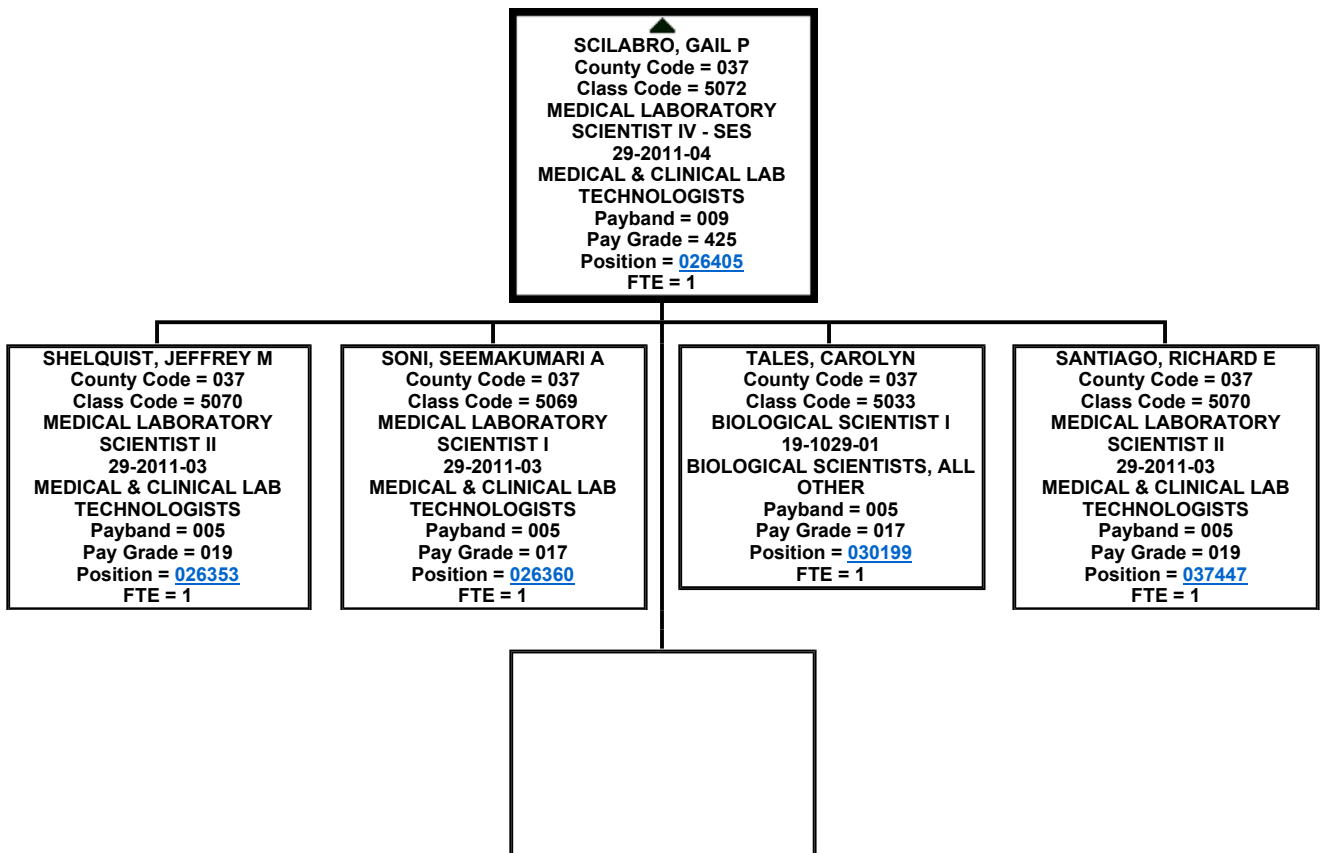 SCILABRO, GAIL P
County Code = 037
Class Code = 5072
MEDICAL LABORATORY
SCIENTIST IV - SES
29-2011-04
MEDICAL & CLINICAL LAB
TECHNOLOGISTS
Payband = 009
Pay Grade = 425
Position = 026405
FTE = 1
SHELQUIST, JEFFREY M
County Code = 037
Class Code = 5070
MEDICAL LABORATORY
SCIENTIST II
29-2011-03
MEDICAL & CLINICAL LAB
TECHNOLOGISTS
Payband = 005
Pay Grade = 019
Position = 026353
FTE = 1
SONI, SEEMAKUMARI A
County Code = 037
Class Code = 5069
MEDICAL LABORATORY
SCIENTIST I
29-2011-03
MEDICAL & CLINICAL LAB
TECHNOLOGISTS
Payband = 005
Pay Grade = 017
Position = 026360
FTE = 1
TALES, CAROLYN
County Code = 037
Class Code = 5033
BIOLOGICAL SCIENTIST I
19-1029-01
BIOLOGICAL SCIENTISTS, ALL
OTHER
Payband = 005
Pay Grade = 017
Position = 030199
FTE = 1
SANTIAGO, RICHARD E
County Code = 037
Class Code = 5070
MEDICAL LABORATORY
SCIENTIST II
29-2011-03
MEDICAL & CLINICAL LAB
TECHNOLOGISTS
Payband = 005
Pay Grade = 019
Position = 037447
FTE = 1